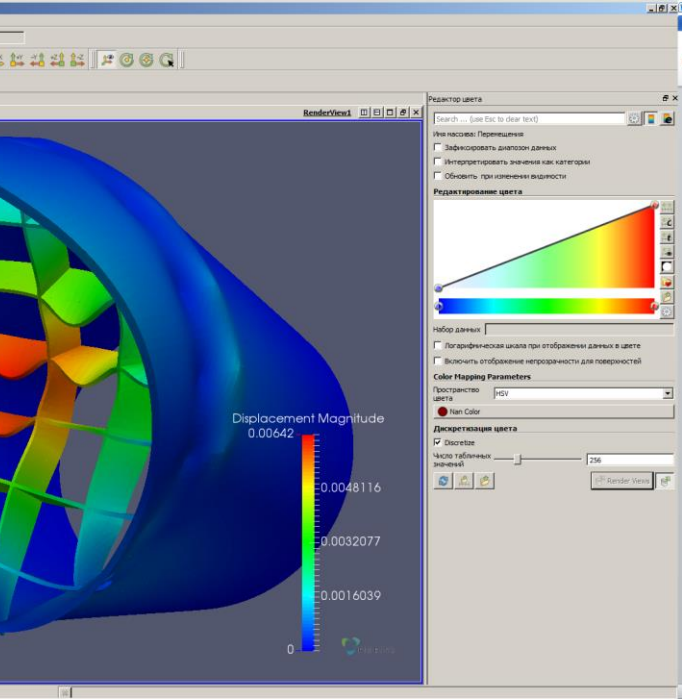 RenderView1
Displacement Magnitude
0.00642
0.0048116
0.0032077
0.0016039
0
Редактор цвета
Search ... (use Esc to clear text)
Имя массива: Перемещения
Зафиксировать диапозон данных
Интерпретировать значения как категории
Обновить при изменении видимости
Редактирование цвета
Набор данных
Логарифмическая шкала при отображении данных в цвете
Включить отображение непрозрачности для поверхностей
Color Mapping Parameters
Пространство
цвета
HSV
Nan Color
Дискретизация цвета
Discretize
Число табличных
значений
256
Render Views